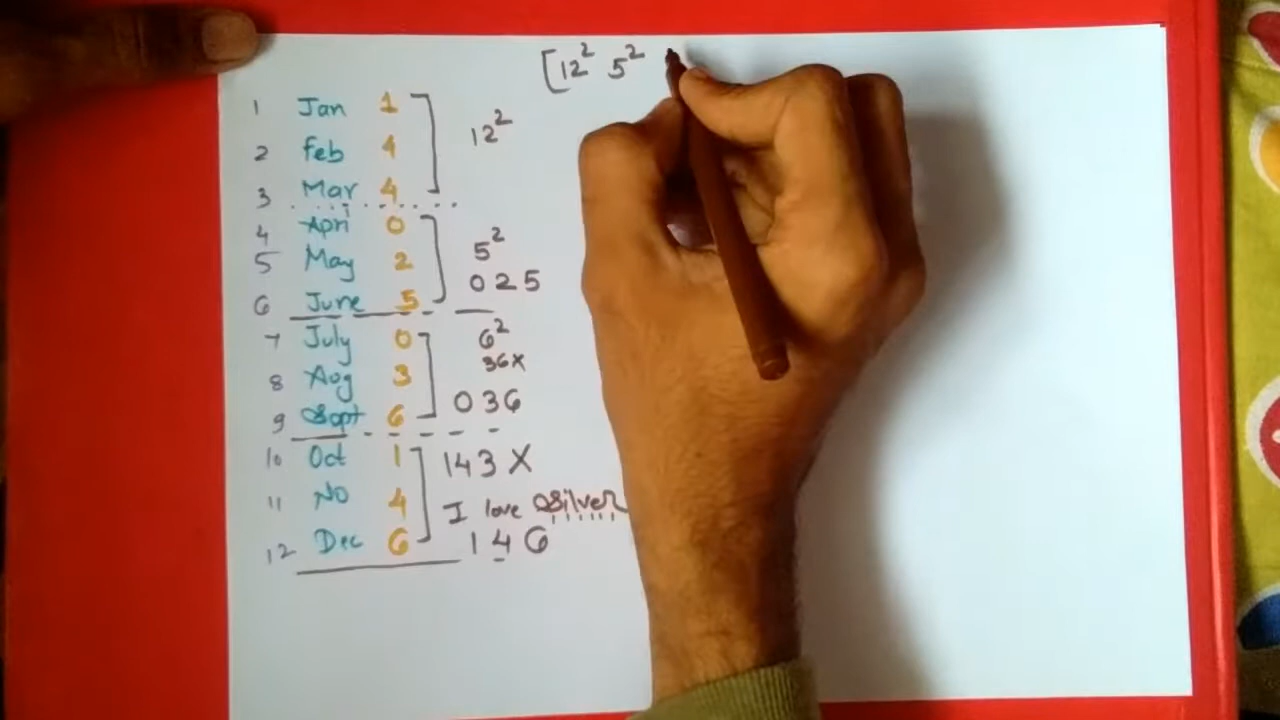 [12² 5²
1 Jan 1
12²
2 Feb 4
3 Mar 4
4 Apri 0
5²
5 May 2
025
6 June 5
7 July 0
6²
36x
8 Aug 3
036
9 Sept 6
10 Oct 1
143 X
11 No 4
I love Silver
12 Dec 6
146